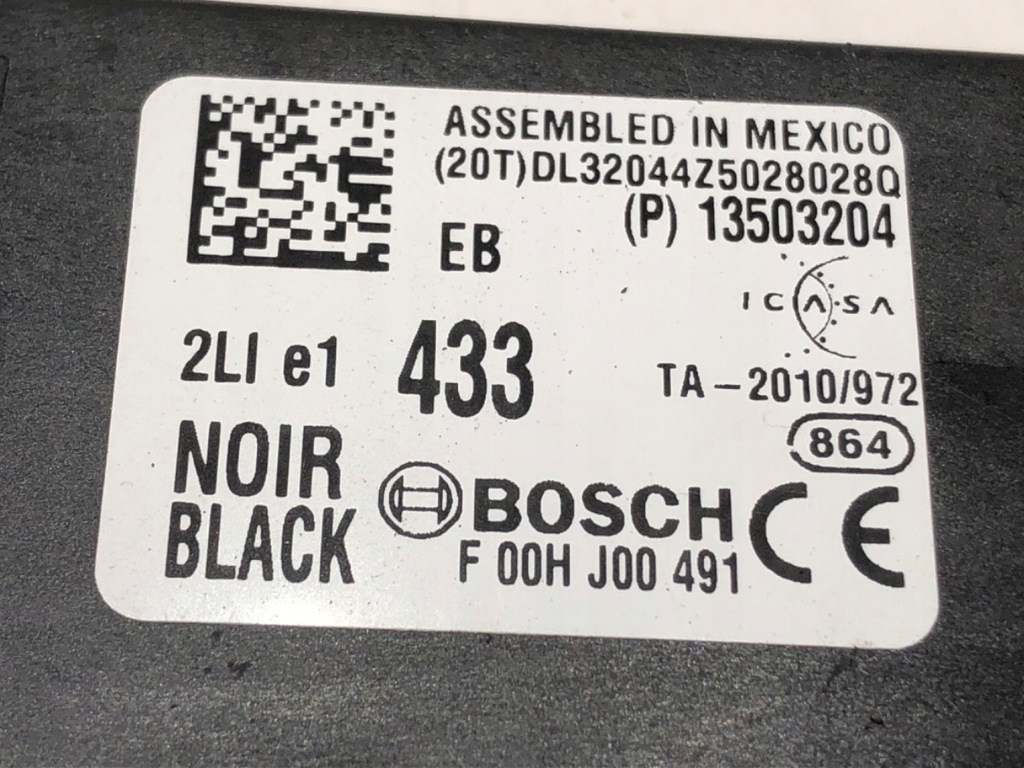 ASSEMBLED IN MEXICO
(20T)DL32044Z5028028Q
(P) 13503204
EB
ICASA
2LI e1 433
TA-2010/972
864
NOIR
BLACK
BOSCH CE
F 00H J00 491